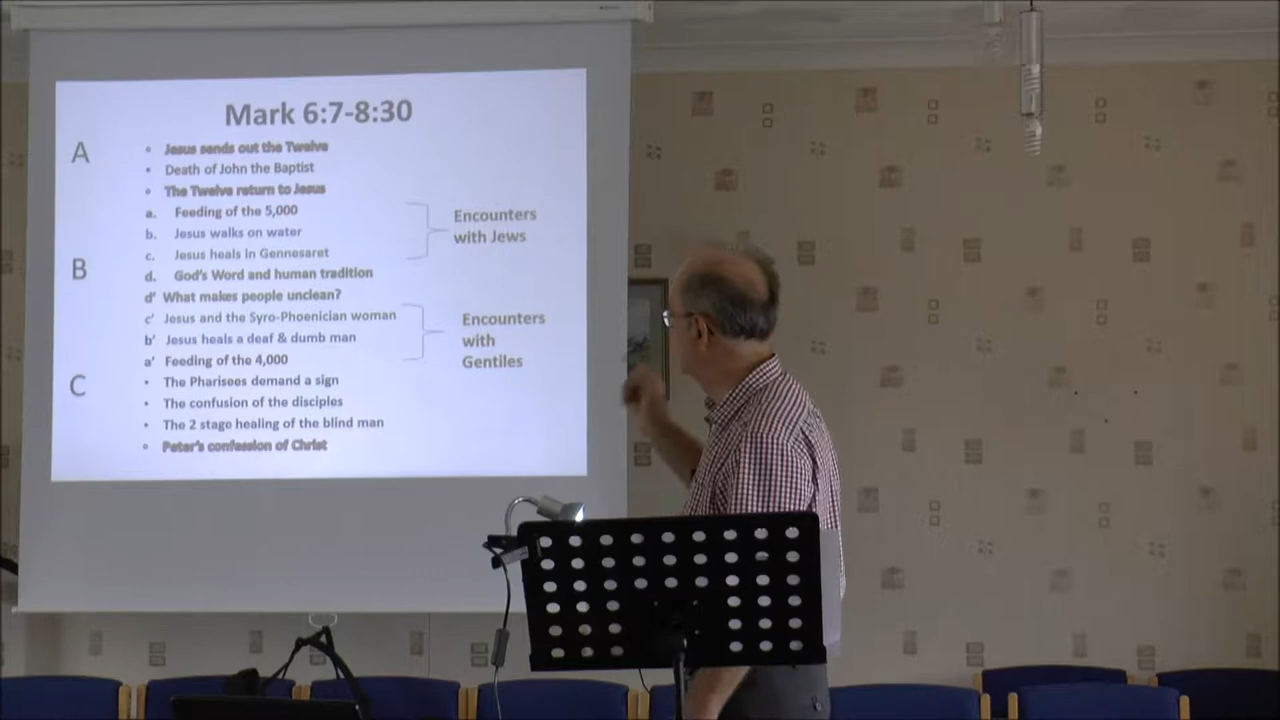 Mark 6:7-8:30
A
◦ Jesus sends out the Twelve
• Death of John the Baptist
◦ The Twelve return to Jesus
a. Feeding of the 5,000
b. Jesus walks on water
c. Jesus heals in Gennesaret
Encounters
with Jews
B
d. God's Word and human tradition
d' What makes people unclean?
c' Jesus and the Syro-Phoenician woman
b' Jesus heals a deaf & dumb man
a' Feeding of the 4,000
Encounters
with
Gentiles
C
• The Pharisees demand a sign
• The confusion of the disciples
• The 2 stage healing of the blind man
◦ Peter's confession of Christ